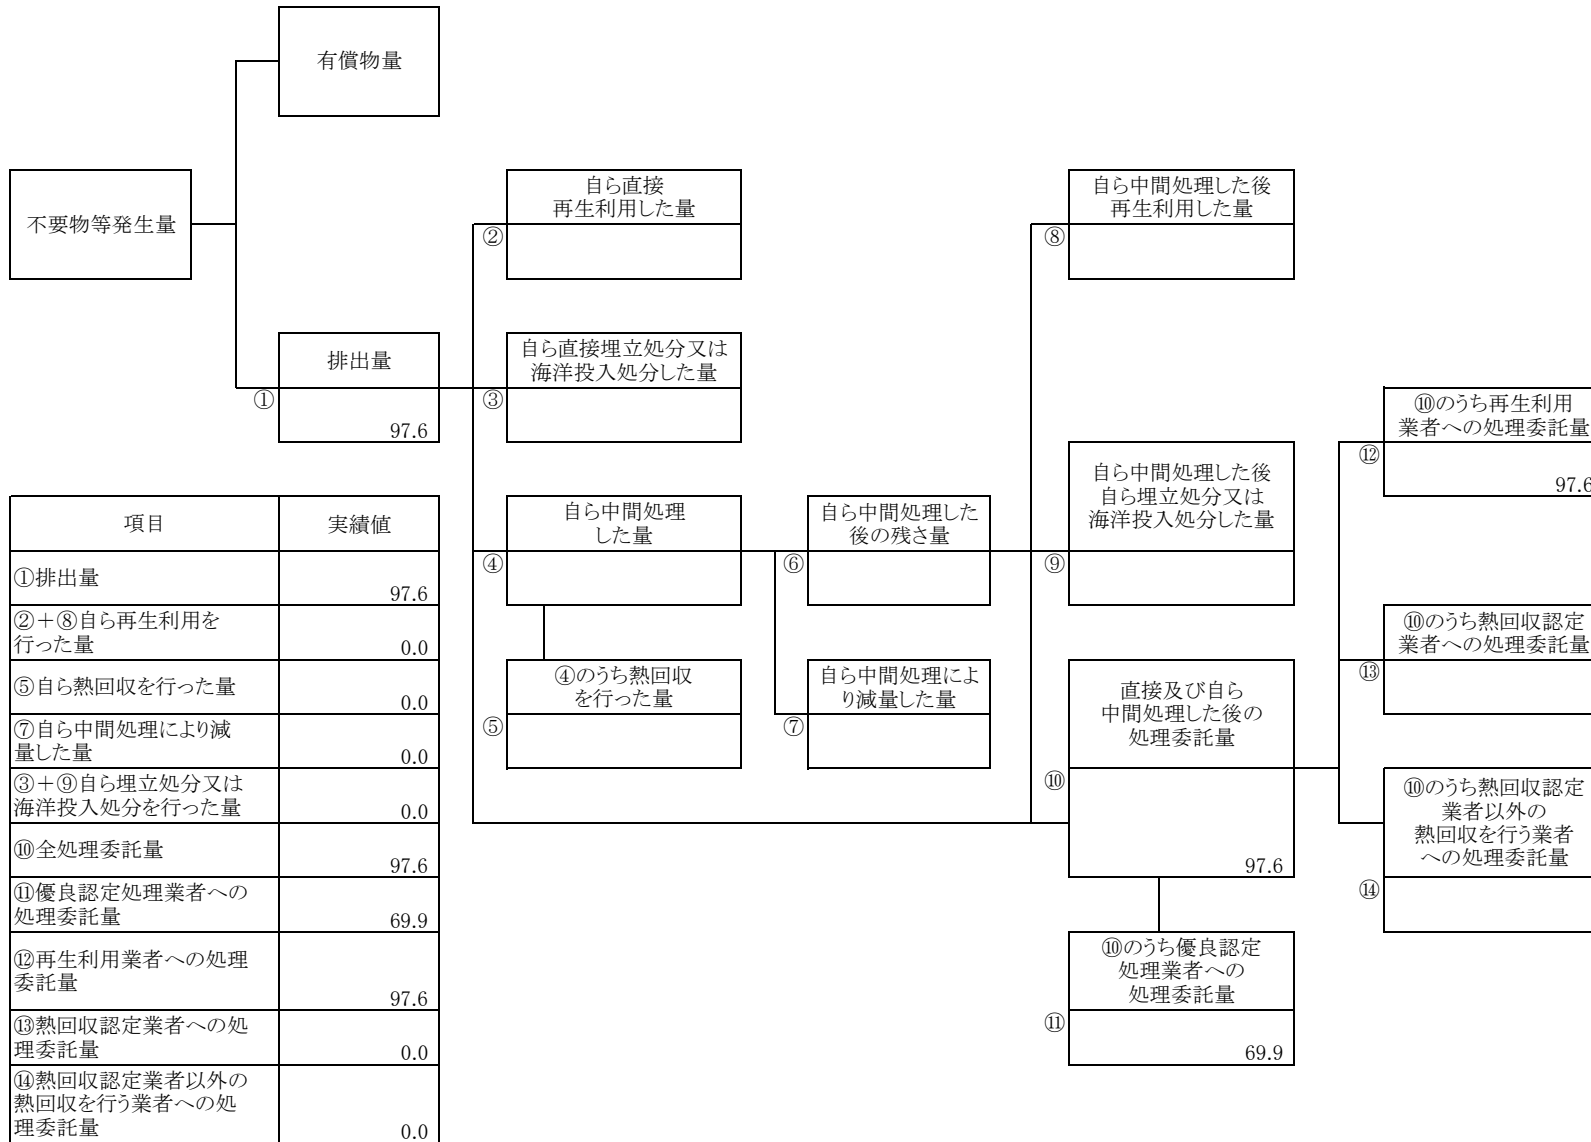 有償物量
不要物等発生量
自ら直接
再生利用した量
②
自ら中間処理した後
再生利用した量
⑧
排出量
①
97.6
自ら直接埋立処分又は
海洋投入処分した量
③
⑩のうち再生利用
業者への処理委託量
⑫
97.6
自ら中間処理
した量
④
自ら中間処理した
後の残さ量
⑥
自ら中間処理した後
自ら埋立処分又は
海洋投入処分した量
⑨
④のうち熱回収
を行った量
⑤
自ら中間処理によ
り減量した量
⑦
直接及び自ら
中間処理した後の
処理委託量
⑩
97.6
⑩のうち熱回収認定
業者への処理委託量
⑬
⑩のうち熱回収認定
業者以外の
熱回収を行う業者
への処理委託量
⑭
⑩のうち優良認定
処理業者への
処理委託量
⑪
69.9
項目 実績値
①排出量
97.6
②+⑧自ら再生利用を
行った量
0.0
⑤自ら熱回収を行った量
0.0
⑦自ら中間処理により減
量した量
0.0
③+⑨自ら埋立処分又は
海洋投入処分を行った量
0.0
⑩全処理委託量
97.6
⑪優良認定処理業者への
処理委託量
69.9
⑫再生利用業者への処理
委託量
97.6
⑬熱回収認定業者への処
理委託量
0.0
⑭熱回収認定業者以外の
熱回収を行う業者への処
理委託量
0.0